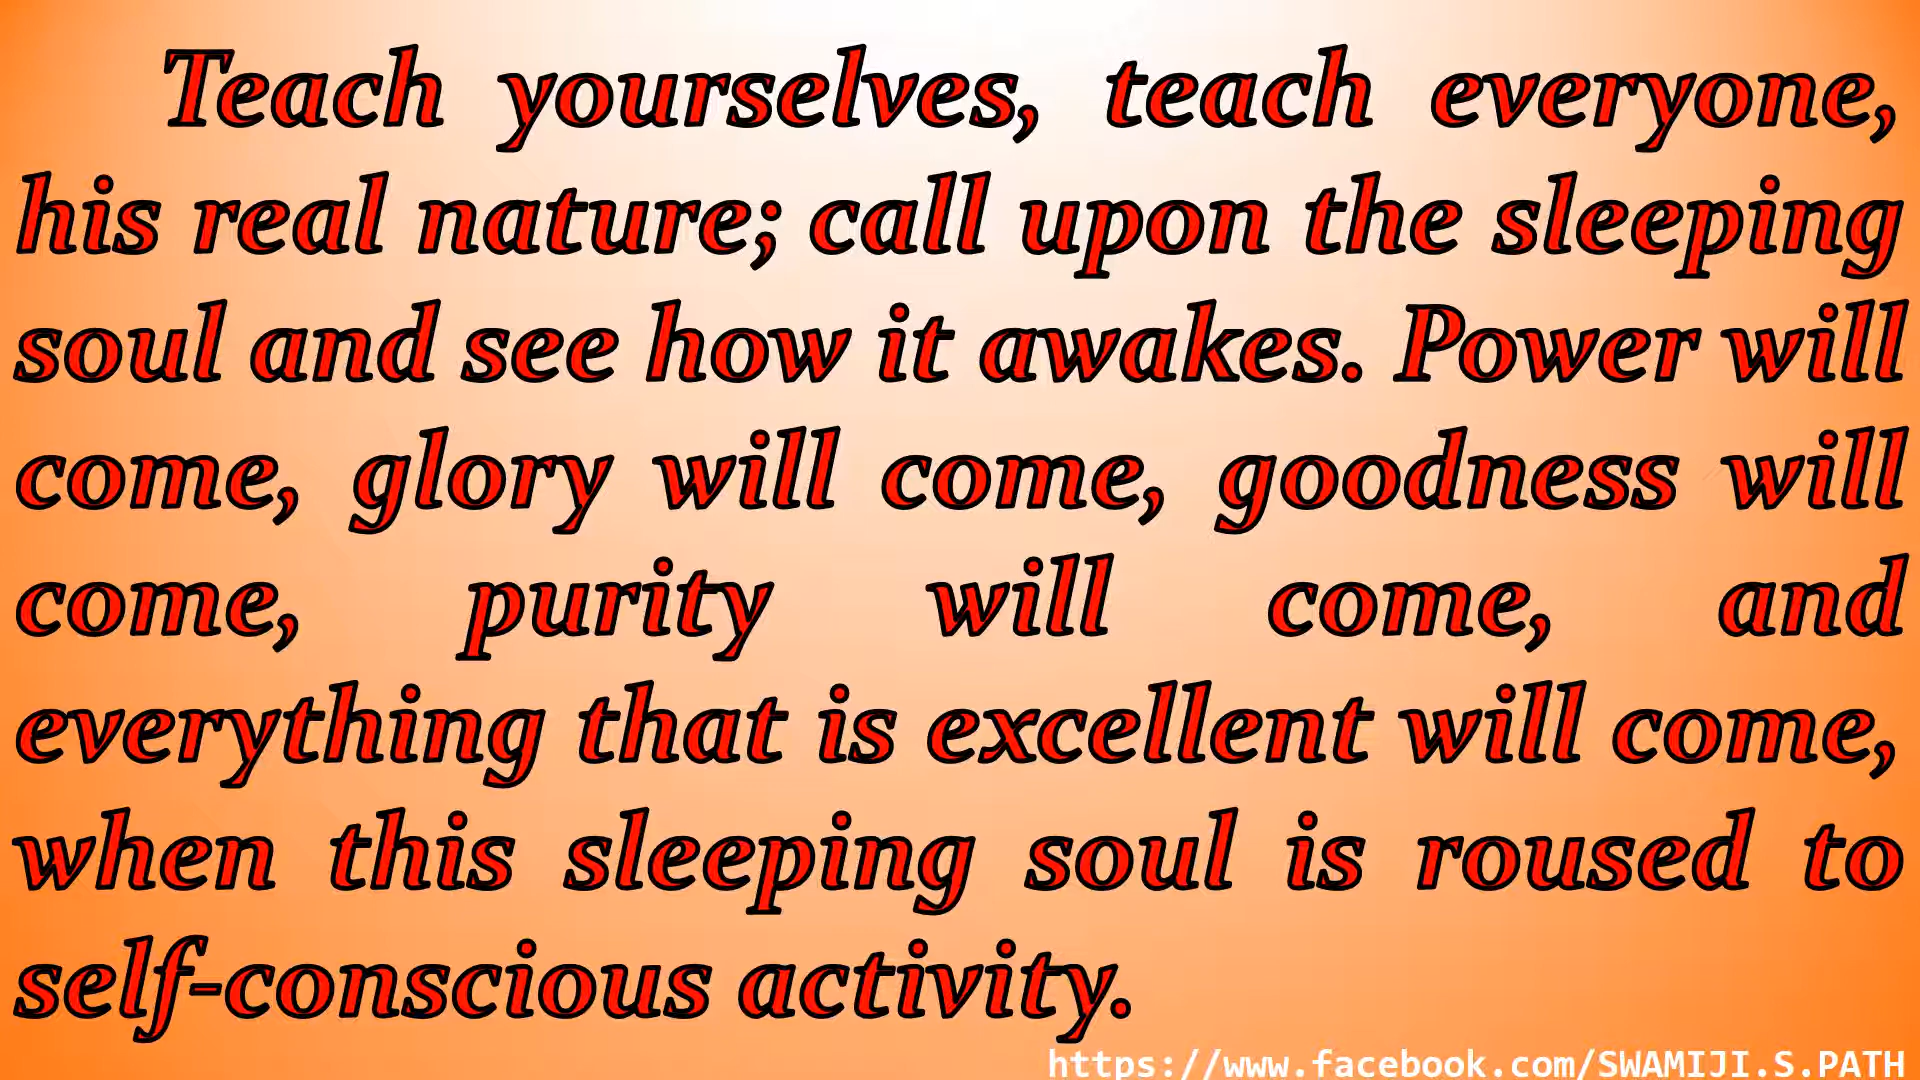 Teach yourselves, teach everyone,
his real nature; call upon the sleeping
soul and see how it awakes. Power will
come, glory will come, goodness will
come, purity will come, and
everything that is excellent will come,
when this sleeping soul is roused to
self-conscious activity.
https://www.facebook.com/SWAMIJI.S.PATH